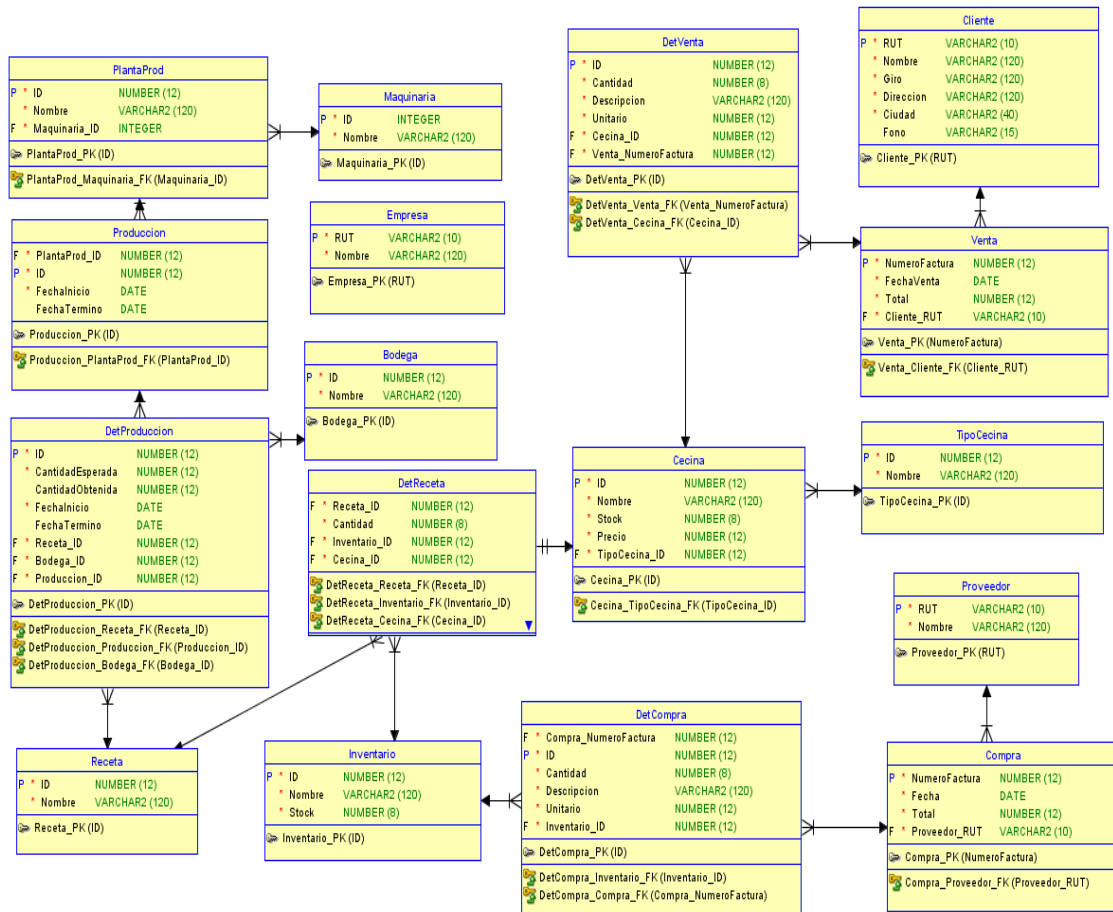 PlantaProd
P * ID NUMBER (12)
* Nombre VARCHAR2 (120)
F * Maquinaria_ID INTEGER
PlantaProd_PK (ID)
PlantaProd_Maquinaria_FK (Maquinaria_ID)
Maquinaria
P * ID INTEGER
* Nombre VARCHAR2 (120)
Maquinaria_PK (ID)
Produccion
F * PlantaProd_ID NUMBER (12)
P * ID NUMBER (12)
* FechaInicio DATE
FechaTermino DATE
Produccion_PK (ID)
Produccion_PlantaProd_FK (PlantaProd_ID)
Empresa
P * RUT VARCHAR2 (10)
* Nombre VARCHAR2 (120)
Empresa_PK (RUT)
Bodega
P * ID NUMBER (12)
* Nombre VARCHAR2 (120)
Bodega_PK (ID)
DetProduccion
P * ID NUMBER (12)
* CantidadEsperada NUMBER (12)
CantidadObtenida NUMBER (12)
* FechaInicio DATE
FechaTermino DATE
F * Receta_ID NUMBER (12)
F * Bodega_ID NUMBER (12)
F * Produccion_ID NUMBER (12)
DetProduccion_PK (ID)
DetProduccion_Receta_FK (Receta_ID)
DetProduccion_Produccion_FK (Produccion_ID)
DetProduccion_Bodega_FK (Bodega_ID)
DetReceta
F * Receta_ID NUMBER (12)
* Cantidad NUMBER (8)
F * Inventario_ID NUMBER (12)
F * Cecina_ID NUMBER (12)
DetReceta_Receta_FK (Receta_ID)
DetReceta_Inventario_FK (Inventario_ID)
DetReceta_Cecina_FK (Cecina_ID)
Receta
P * ID NUMBER (12)
* Nombre VARCHAR2 (120)
Receta_PK (ID)
Inventario
P * ID NUMBER (12)
* Nombre VARCHAR2 (120)
* Stock NUMBER (8)
Inventario_PK (ID)
DetVenta
P * ID NUMBER (12)
* Cantidad NUMBER (8)
* Descripcion VARCHAR2 (120)
* Unitario NUMBER (12)
F * Cecina_ID NUMBER (12)
F * Venta_NumeroFactura NUMBER (12)
DetVenta_PK (ID)
DetVenta_Venta_FK (Venta_NumeroFactura)
DetVenta_Cecina_FK (Cecina_ID)
Cliente
P * RUT VARCHAR2 (10)
* Nombre VARCHAR2 (120)
* Giro VARCHAR2 (120)
* Direccion VARCHAR2 (120)
* Ciudad VARCHAR2 (40)
Fono VARCHAR2 (15)
Cliente_PK (RUT)
Venta
P * NumeroFactura NUMBER (12)
* FechaVenta DATE
* Total NUMBER (12)
F * Cliente_RUT VARCHAR2 (10)
Venta_PK (NumeroFactura)
Venta_Cliente_FK (Cliente_RUT)
Cecina
P * ID NUMBER (12)
* Nombre VARCHAR2 (120)
* Stock NUMBER (8)
* Precio NUMBER (12)
F * TipoCecina_ID NUMBER (12)
Cecina_PK (ID)
Cecina_TipoCecina_FK (TipoCecina_ID)
TipoCecina
P * ID NUMBER (12)
* Nombre VARCHAR2 (120)
TipoCecina_PK (ID)
Proveedor
P * RUT VARCHAR2 (10)
* Nombre VARCHAR2 (120)
Proveedor_PK (RUT)
DetCompra
F * Compra_NumeroFactura NUMBER (12)
P * ID NUMBER (12)
* Cantidad NUMBER (8)
* Descripcion VARCHAR2 (120)
* Unitario NUMBER (12)
F * Inventario_ID NUMBER (12)
DetCompra_PK (ID)
DetCompra_Inventario_FK (Inventario_ID)
DetCompra_Compra_FK (Compra_NumeroFactura)
Compra
P * NumeroFactura NUMBER (12)
* Fecha DATE
* Total NUMBER (12)
F * Proveedor_RUT VARCHAR2 (10)
Compra_PK (NumeroFactura)
Compra_Proveedor_FK (Proveedor_RUT)